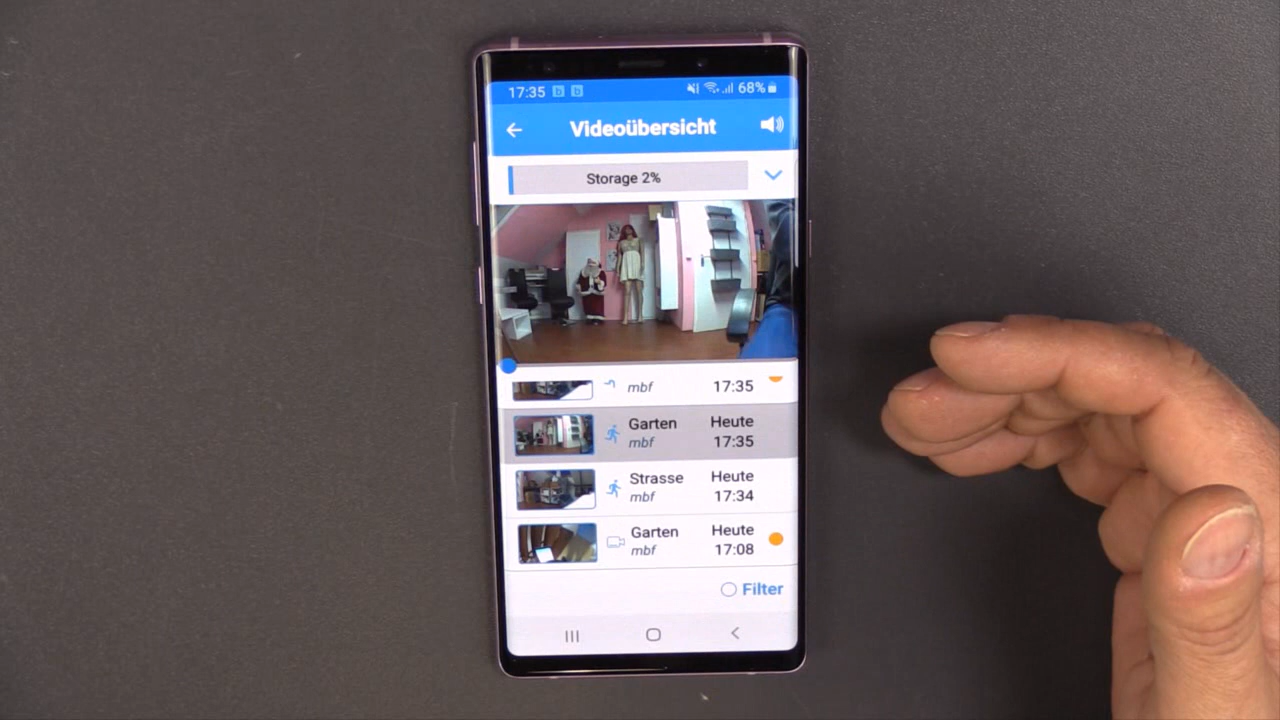 17:35 68%
Videoübersicht
Storage 2%
mbf 17:35
Garten Heute
mbf 17:35
Strasse Heute
mbf 17:34
Garten Heute
mbf 17:08
Filter